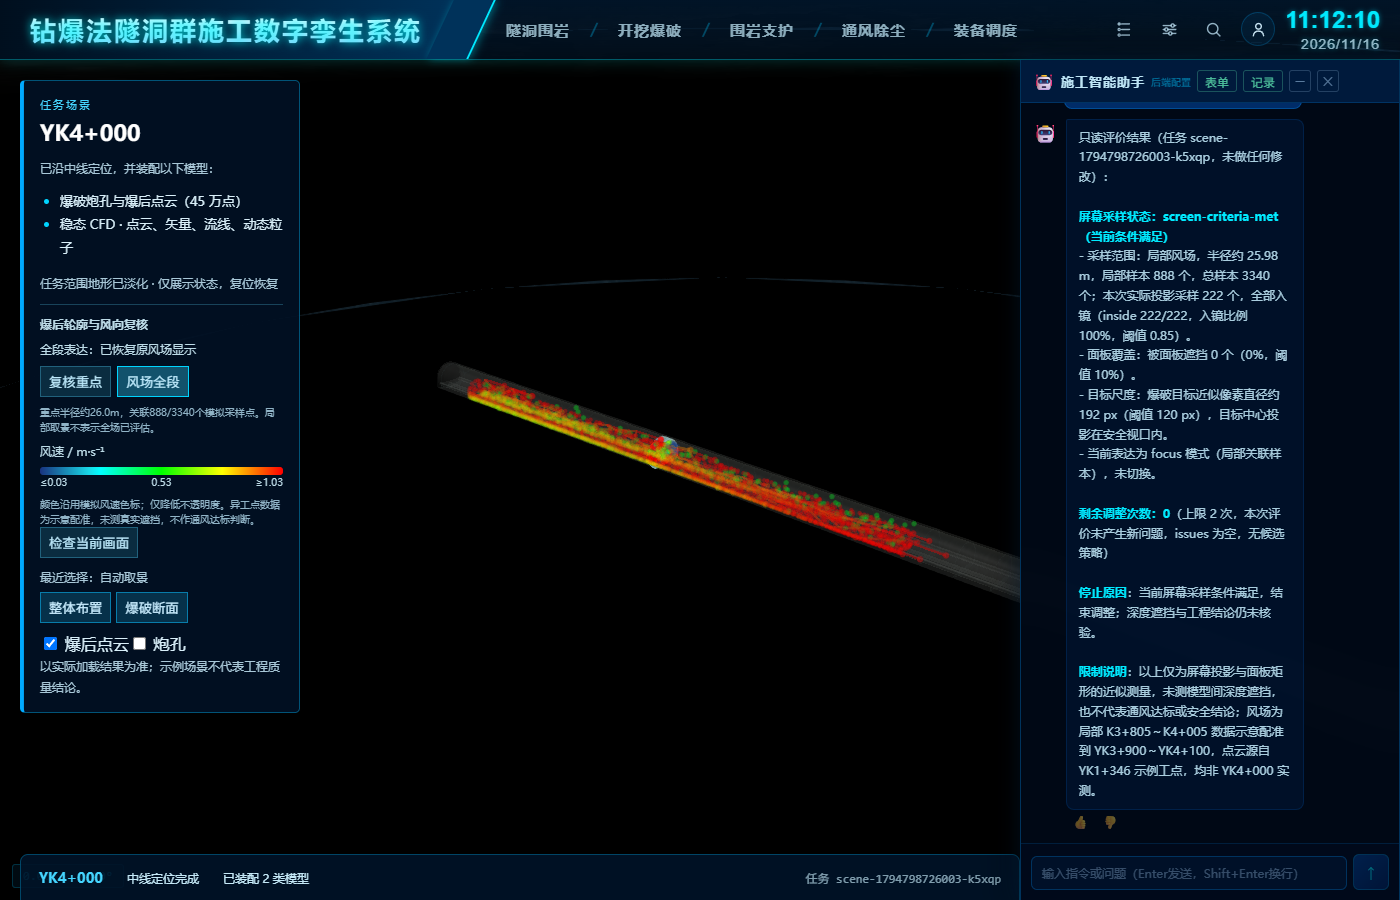 钻爆法隧洞群施工数字孪生系统
隧洞围岩 / 开挖爆破 / 围岩支护 / 通风除尘 / 装备调度
11:12:10
2026/11/16
任务场景
YK4+000
已沿中线定位，并装配以下模型：
爆破炮孔与爆后点云（45 万点）
稳态 CFD · 点云、矢量、流线、动态粒
子
任务范围地形已淡化 · 仅展示状态，复位恢复
爆后轮廓与风向复核
全段表达：已恢复原风场显示
复核重点 风场全段
重点半径约26.0m，关联888/3340个模拟采样点。局
部取景不表示全场已评估。
风速 / m·s⁻¹
≤0.03 0.53 ≥1.03
颜色沿用模拟风速色标；仅降低不透明度。异工点数据
为示意配准，未测真实遮挡，不作通风达标判断。
检查当前画面
最近选择：自动取景
整体布置 爆破断面
爆后点云 炮孔
以实际加载结果为准；示例场景不代表工程质
量结论。
YK4+000 中线定位完成 已装配 2 类模型 任务 scene-1794798726003-k5xqp
施工智能助手 后端配置 表单 记录
只读评价结果（任务 scene-
1794798726003-k5xqp，未做任何修
改）：
屏幕采样状态：screen-criteria-met
（当前条件满足）
- 采样范围：局部风场，半径约 25.98
m，局部样本 888 个，总样本 3340
个；本次实际投影采样 222 个，全部入
镜（inside 222/222，入镜比例
100%，阈值 0.85）。
- 面板覆盖：被面板遮挡 0 个（0%，阈
值 10%）。
- 目标尺度：爆破目标近似像素直径约
192 px（阈值 120 px），目标中心投
影在安全视口内。
- 当前表达为 focus 模式（局部关联样
本），未切换。
剩余调整次数：0（上限 2 次，本次评
价未产生新问题，issues 为空，无候选
策略）
停止原因：当前屏幕采样条件满足，结
束调整；深度遮挡与工程结论仍未核
验。
限制说明：以上仅为屏幕投影与面板矩
形的近似测量，未测模型间深度遮挡，
也不代表通风达标或安全结论；风场为
局部 K3+805～K4+005 数据示意配准
到 YK3+900～YK4+100，点云源自
YK1+346 示例工点，均非 YK4+000 实
测。
输入指令或问题（Enter发送，Shift+Enter换行）